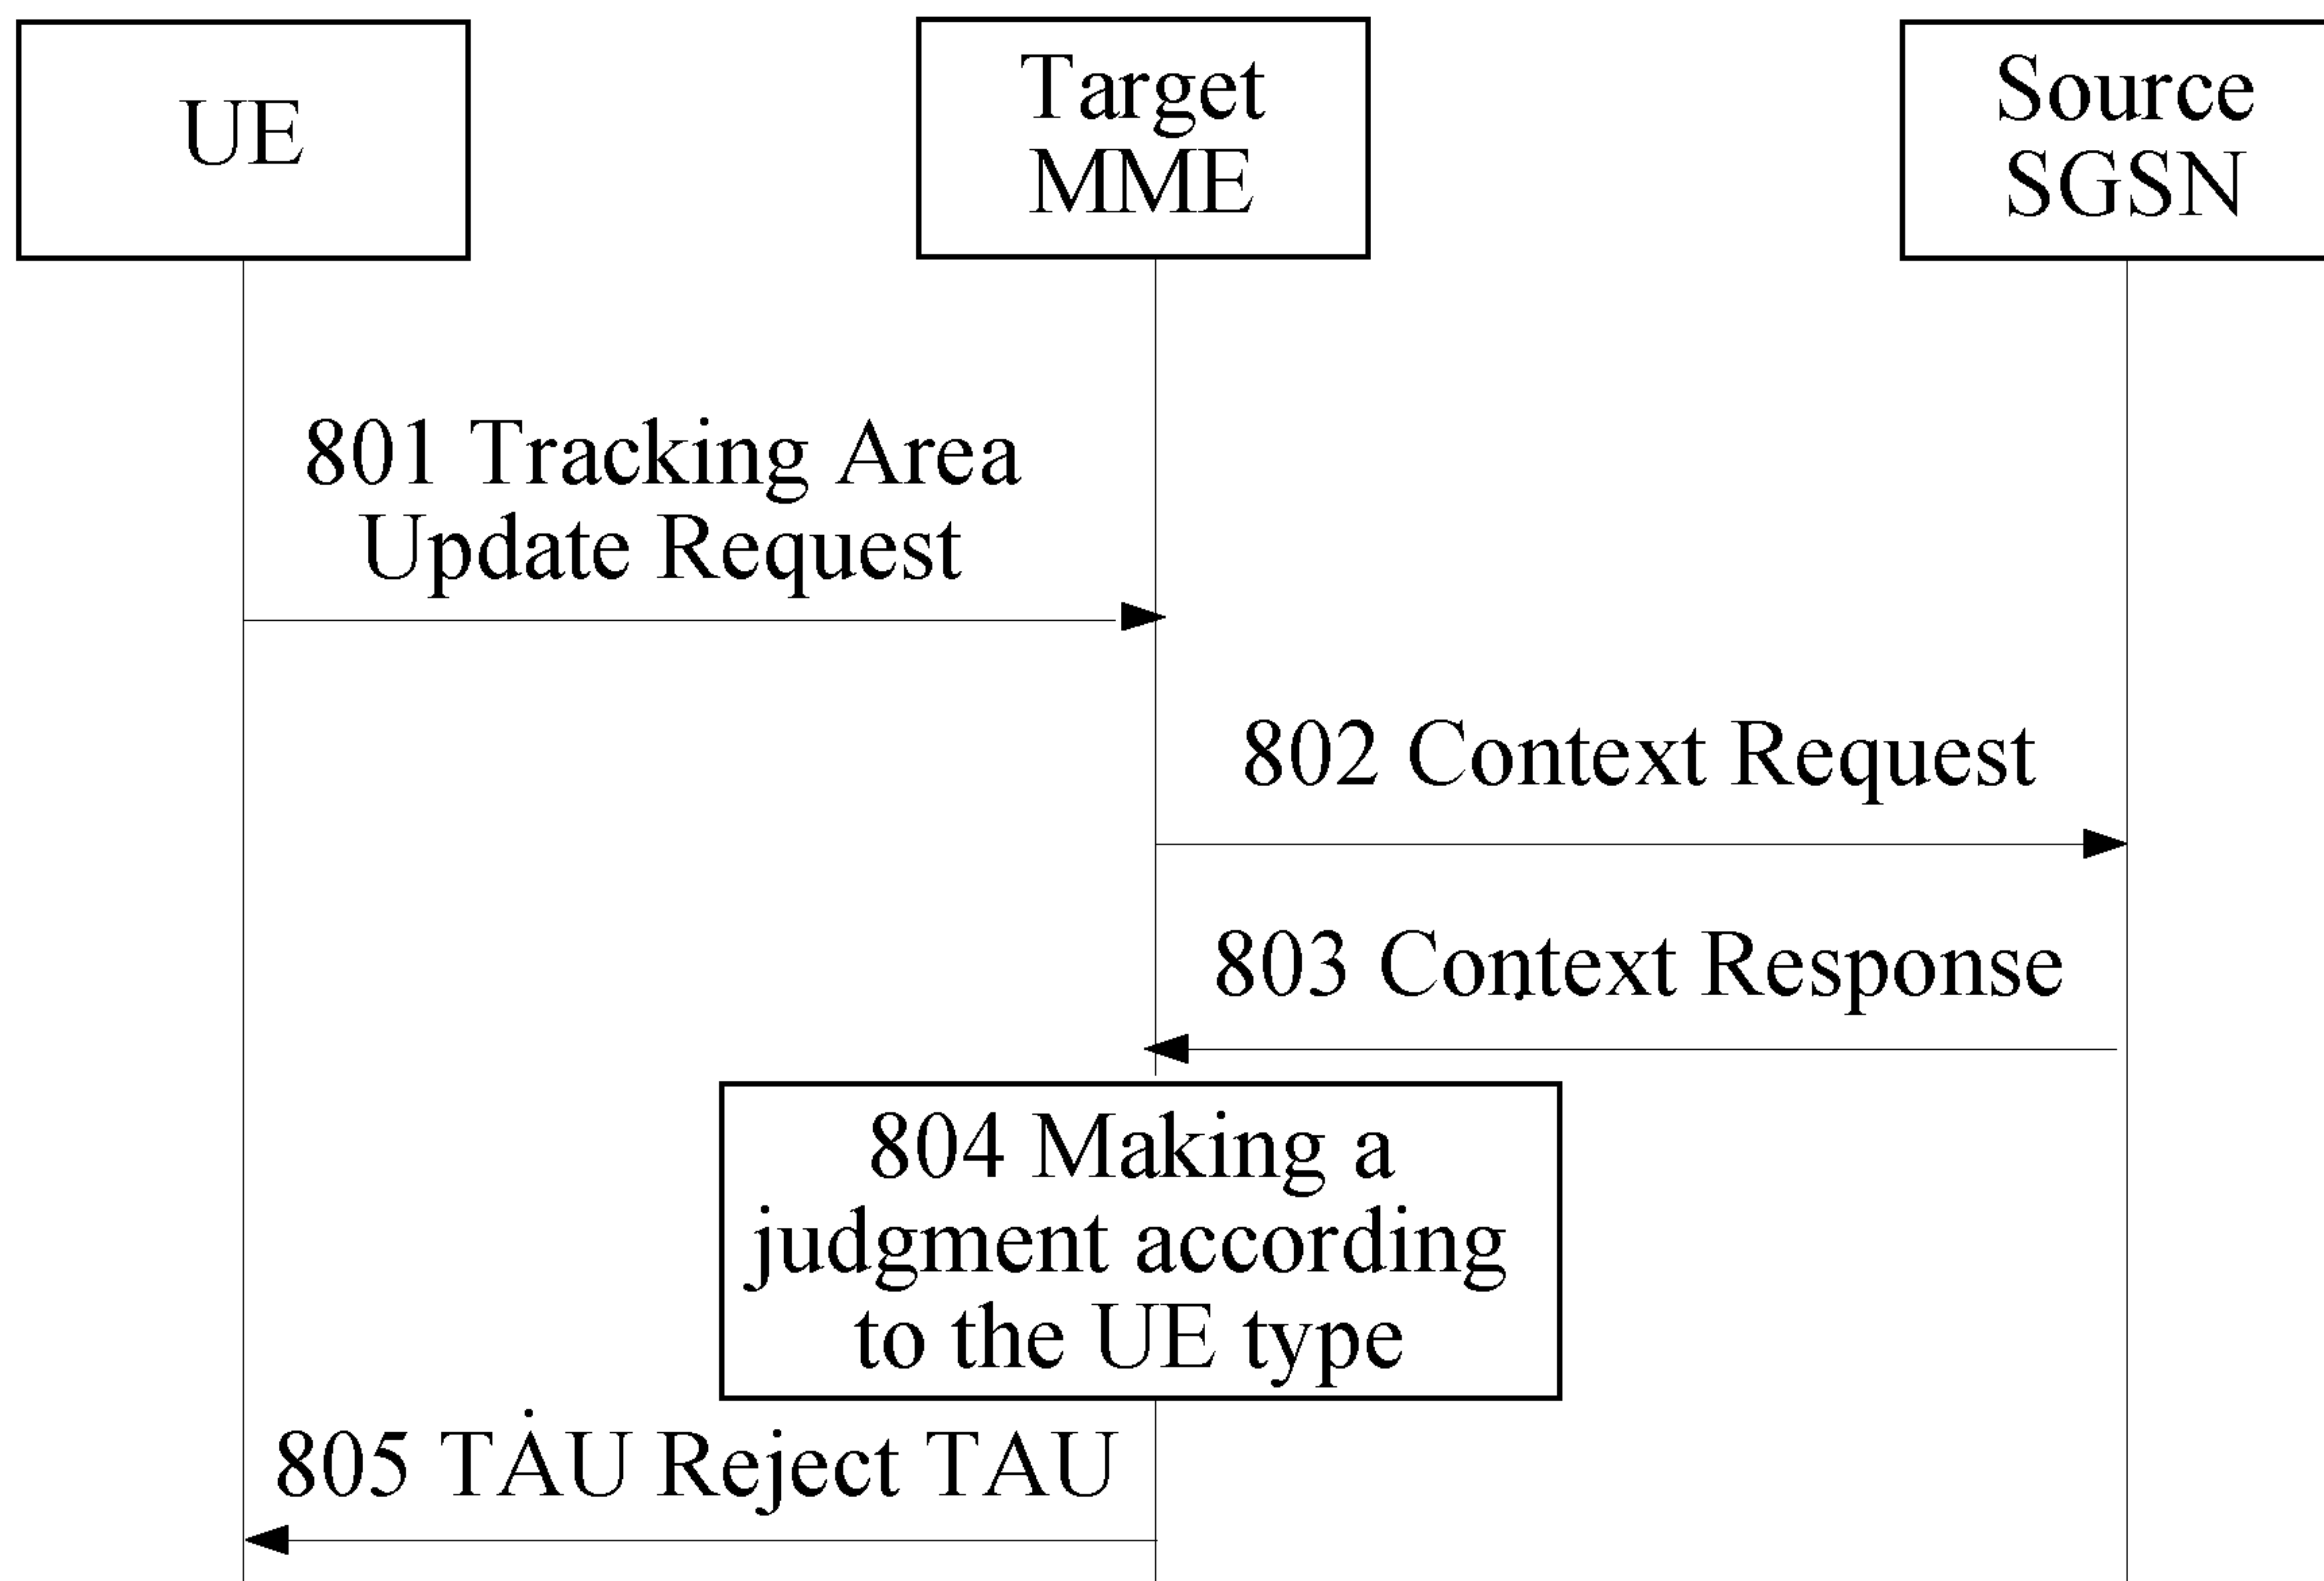 UE
Target
MME
Source
SGSN
801 Tracking Area
Update Request
802 Context Request
803 Context Response
804 Making a
judgment according
to the UE type
805 TAU Reject TAU